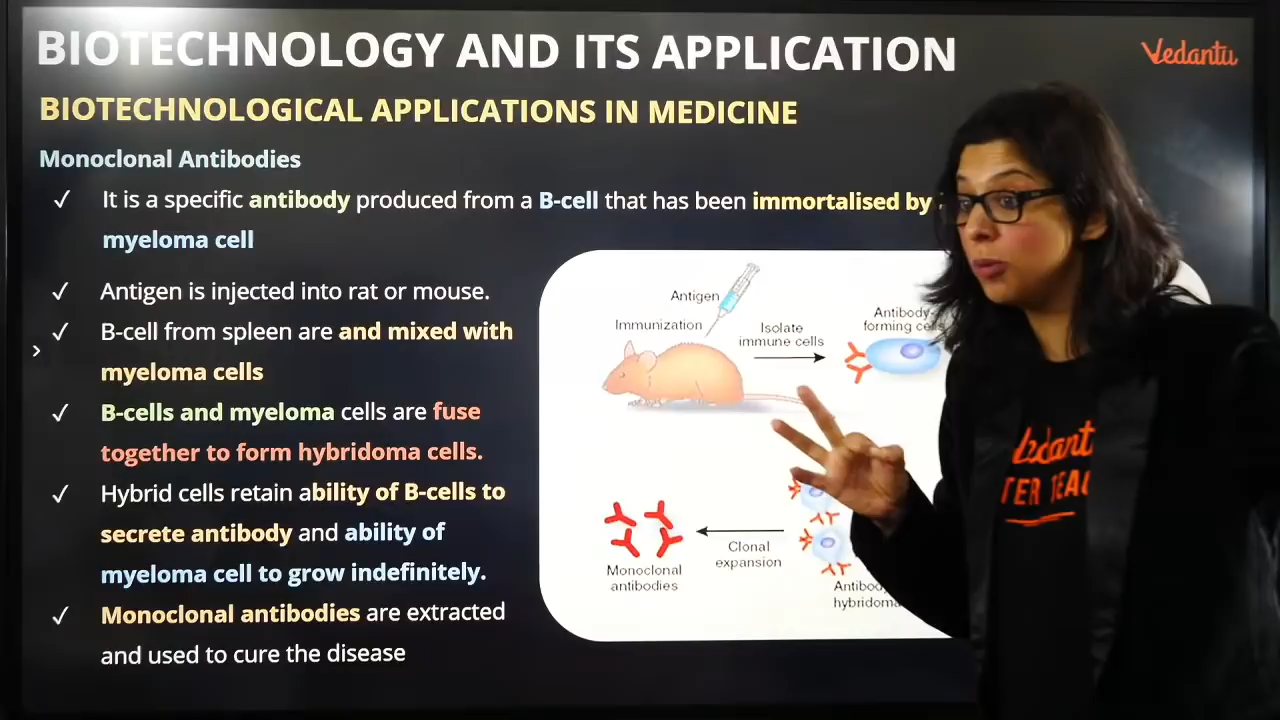 BIOTECHNOLOGY AND ITS APPLICATION
Vedantu
BIOTECHNOLOGICAL APPLICATIONS IN MEDICINE
Monoclonal Antibodies
✓ It is a specific antibody produced from a B-cell that has been immortalised by
myeloma cell
✓ Antigen is injected into rat or mouse.
✓ B-cell from spleen are and mixed with
myeloma cells
✓ B-cells and myeloma cells are fuse
together to form hybridoma cells.
✓ Hybrid cells retain ability of B-cells to
secrete antibody and ability of
myeloma cell to grow indefinitely.
✓ Monoclonal antibodies are extracted
and used to cure the disease
Antigen
Immunization
Isolate
immune cells
Antibody-
forming cells
Clonal
expansion
Monoclonal
antibodies
hybridoma